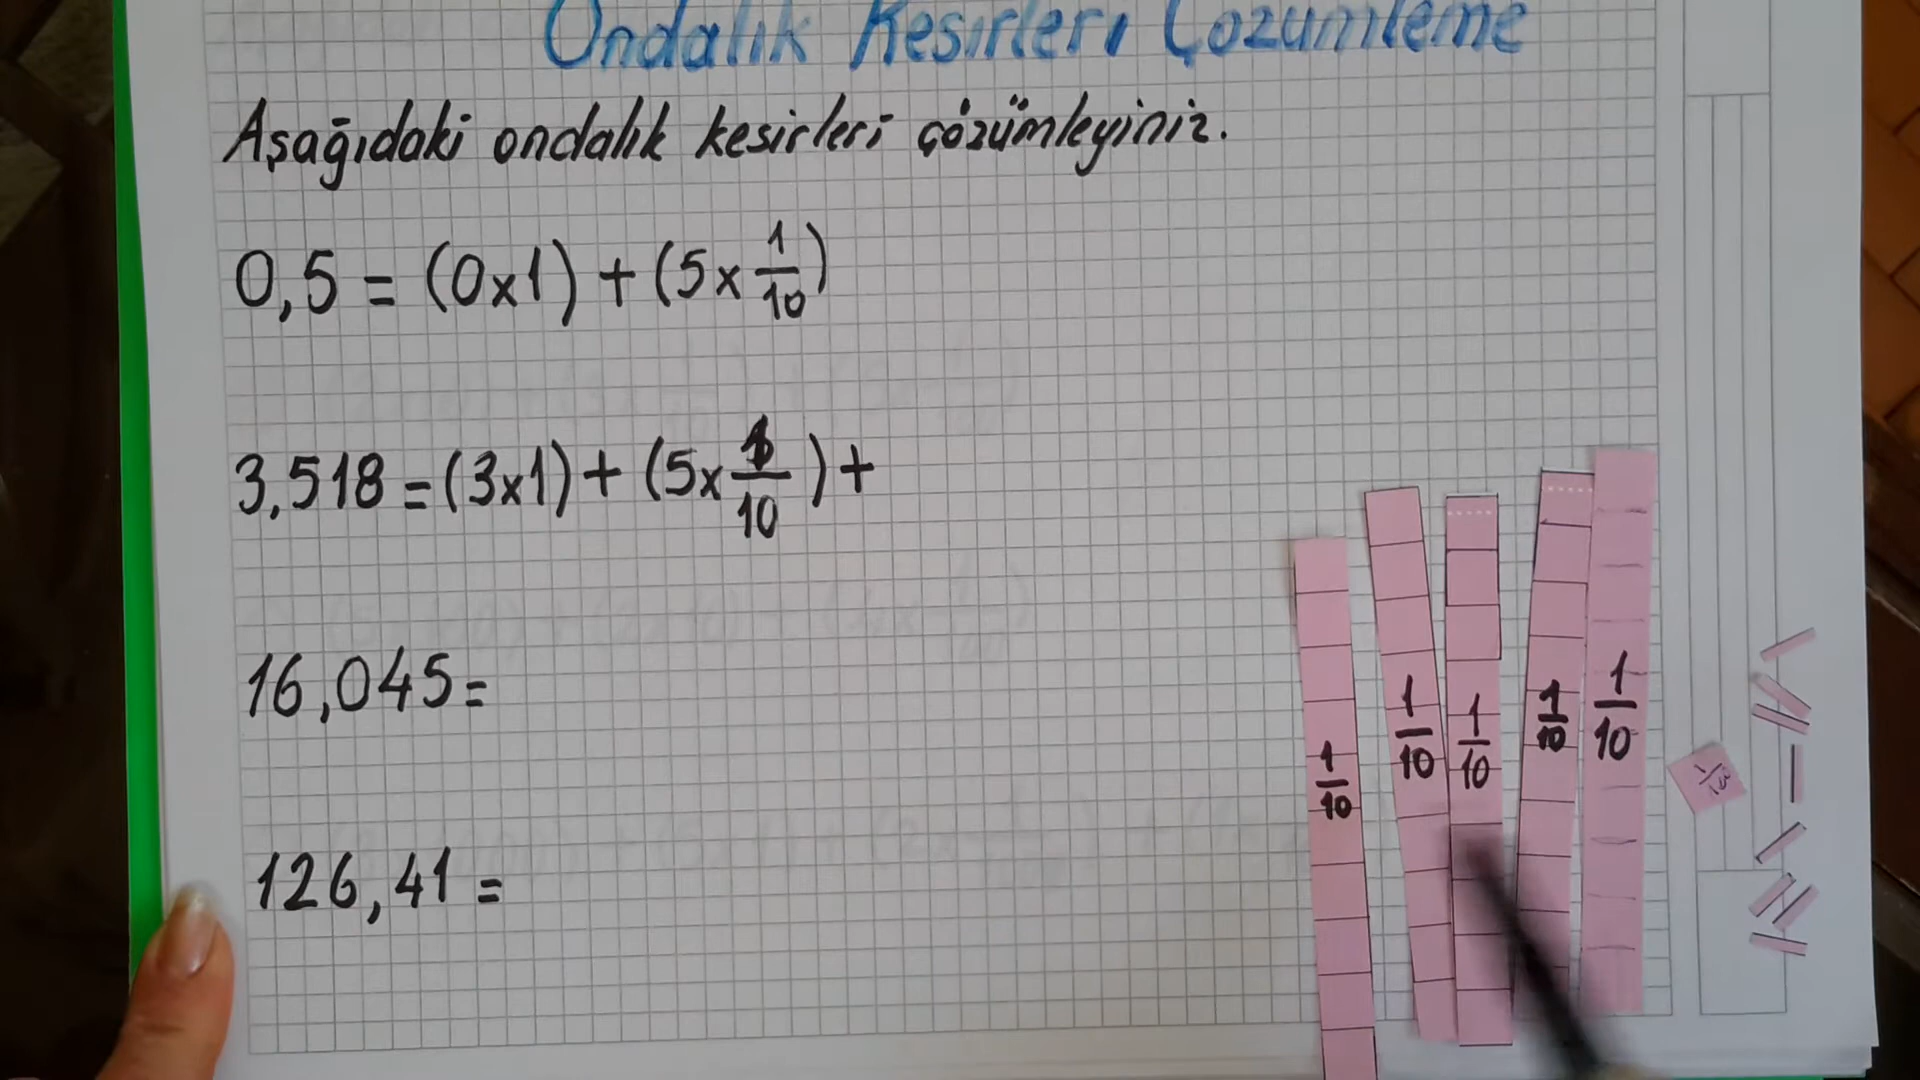 Ondalık Kesirleri Çözümleme
Aşağıdaki ondalık kesirleri çözümleyiniz.
0,5 = (0x1) + (5x 1/10)
3,518 = (3x1) + (5x 1/10) +
16,045 =
126,41 =
1/10
1/10
1/10
1/10
1/10